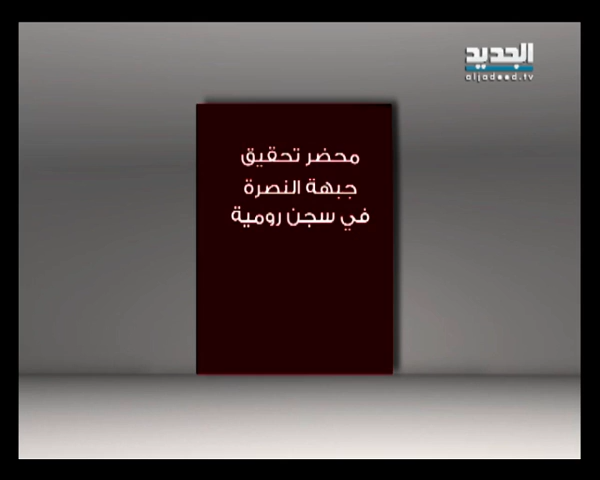 الجديد
aljadeed.tv
محضر تحقيق
جبهة النصرة
في سجن رومية